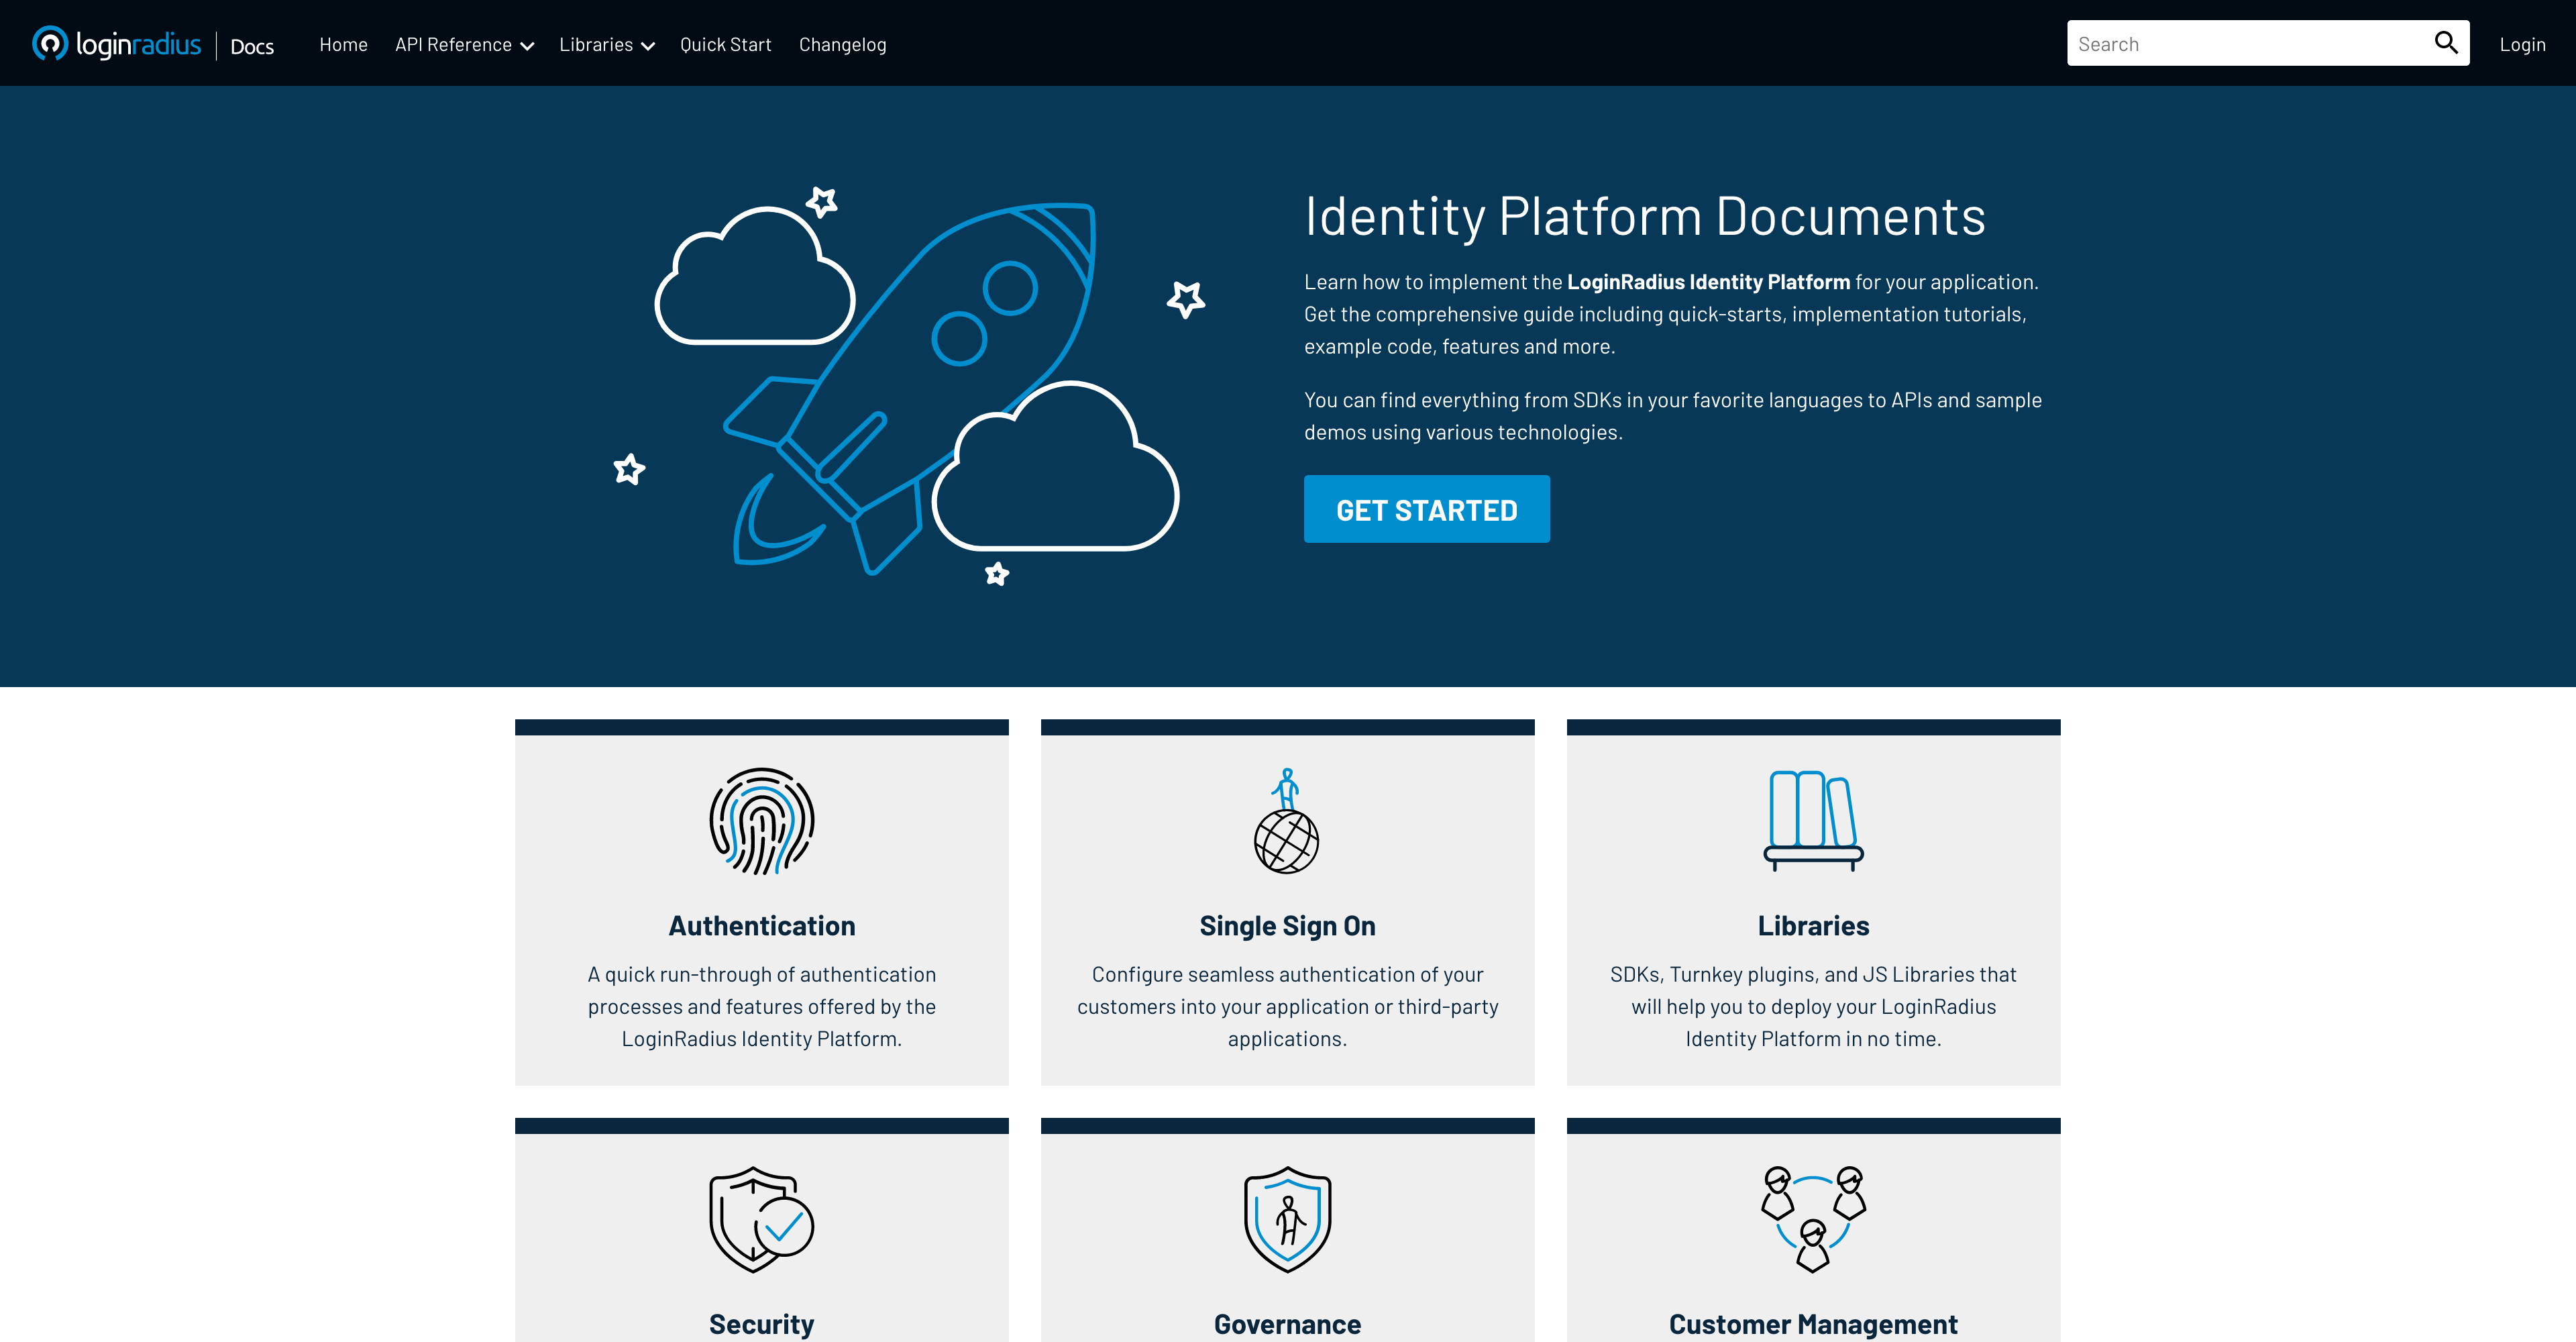 loginradius | Docs Home API Reference Libraries Quick Start Changelog Search Login
Identity Platform Documents
Learn how to implement the LoginRadius Identity Platform for your application.
Get the comprehensive guide including quick-starts, implementation tutorials,
example code, features and more.
You can find everything from SDKs in your favorite languages to APIs and sample
demos using various technologies.
GET STARTED
Authentication
A quick run-through of authentication
processes and features offered by the
LoginRadius Identity Platform.
Single Sign On
Configure seamless authentication of your
customers into your application or third-party
applications.
Libraries
SDKs, Turnkey plugins, and JS Libraries that
will help you to deploy your LoginRadius
Identity Platform in no time.
Security
Governance
Customer Management